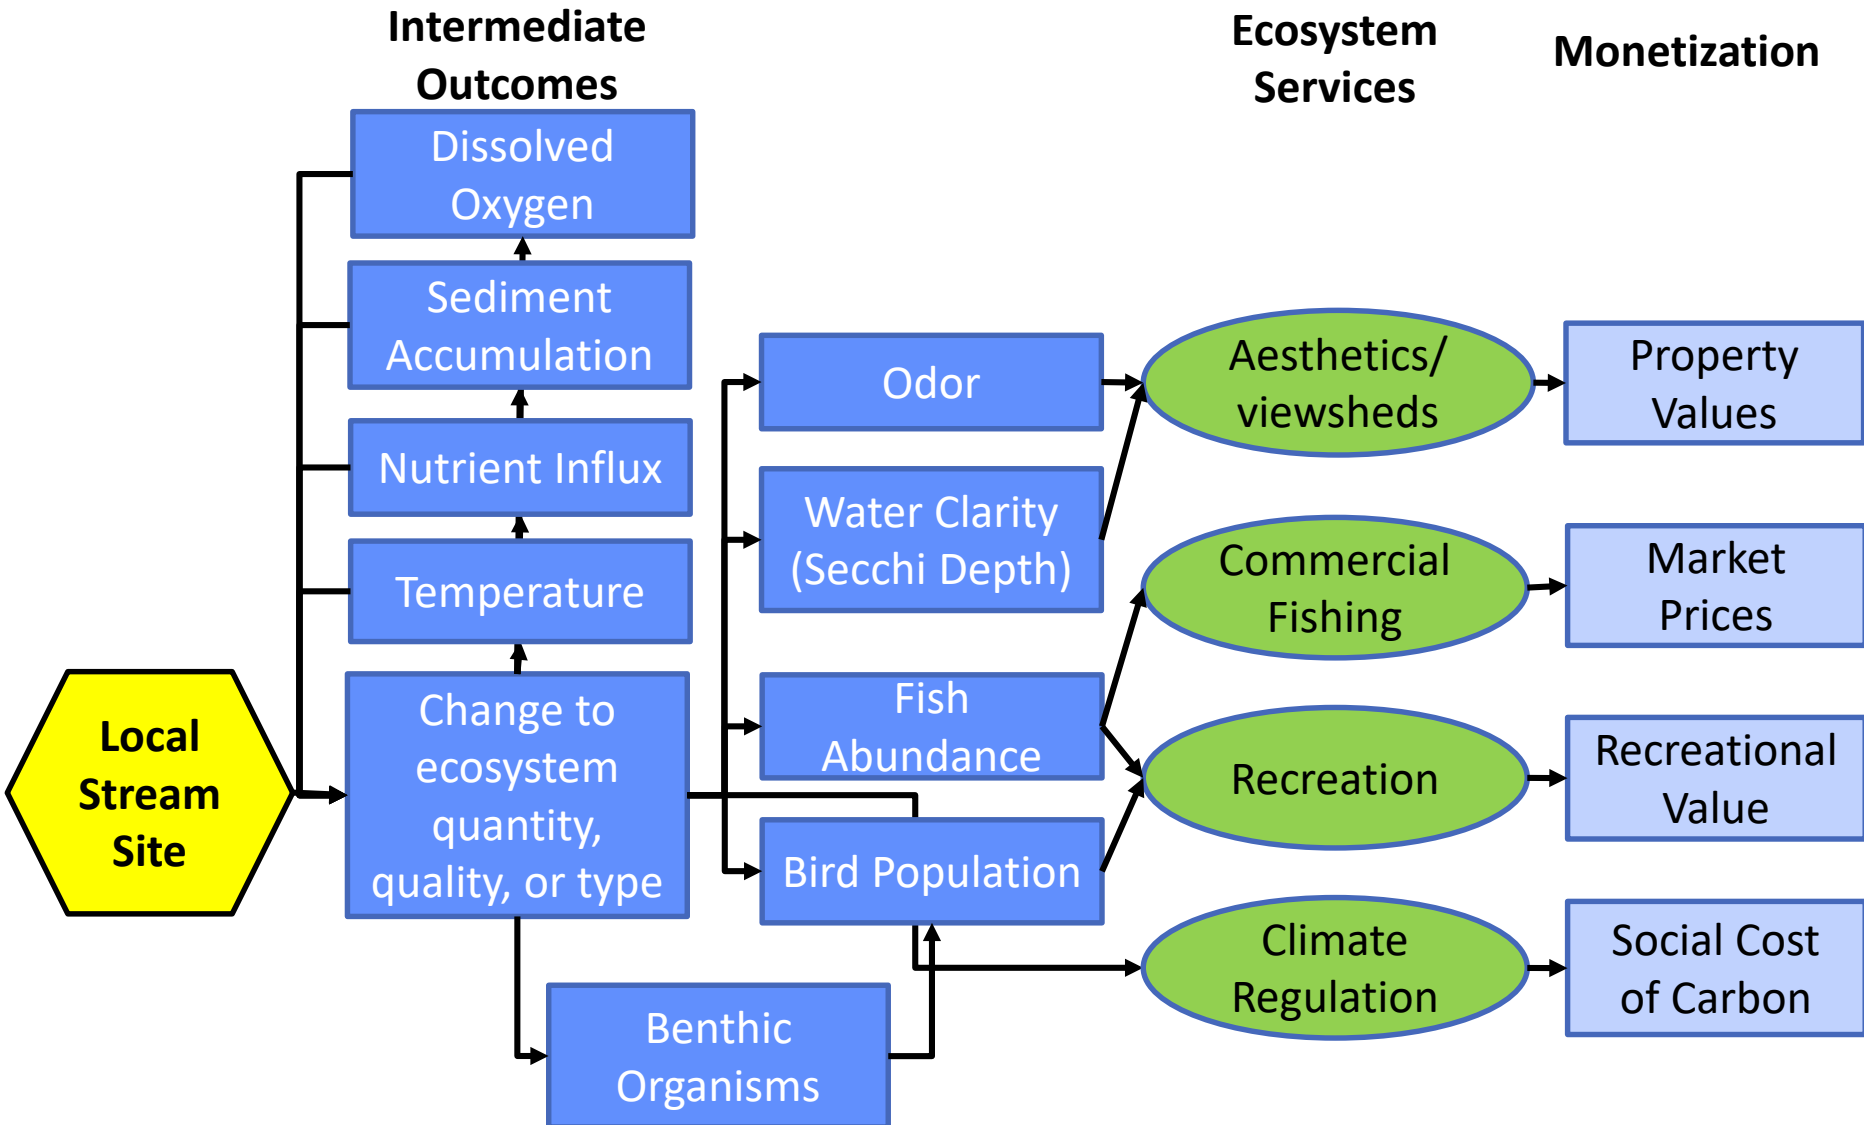 Intermediate
Outcomes
Ecosystem
Services
Monetization
Dissolved
Oxygen
Sediment
Accumulation
Nutrient Influx
Temperature
Change to
ecosystem
quantity,
quality, or type
Local
Stream
Site
Benthic
Organisms
Odor
Water Clarity
(Secchi Depth)
Fish
Abundance
Bird Population
Aesthetics/
viewsheds
Commercial
Fishing
Recreation
Climate
Regulation
Property
Values
Market
Prices
Recreational
Value
Social Cost
of Carbon